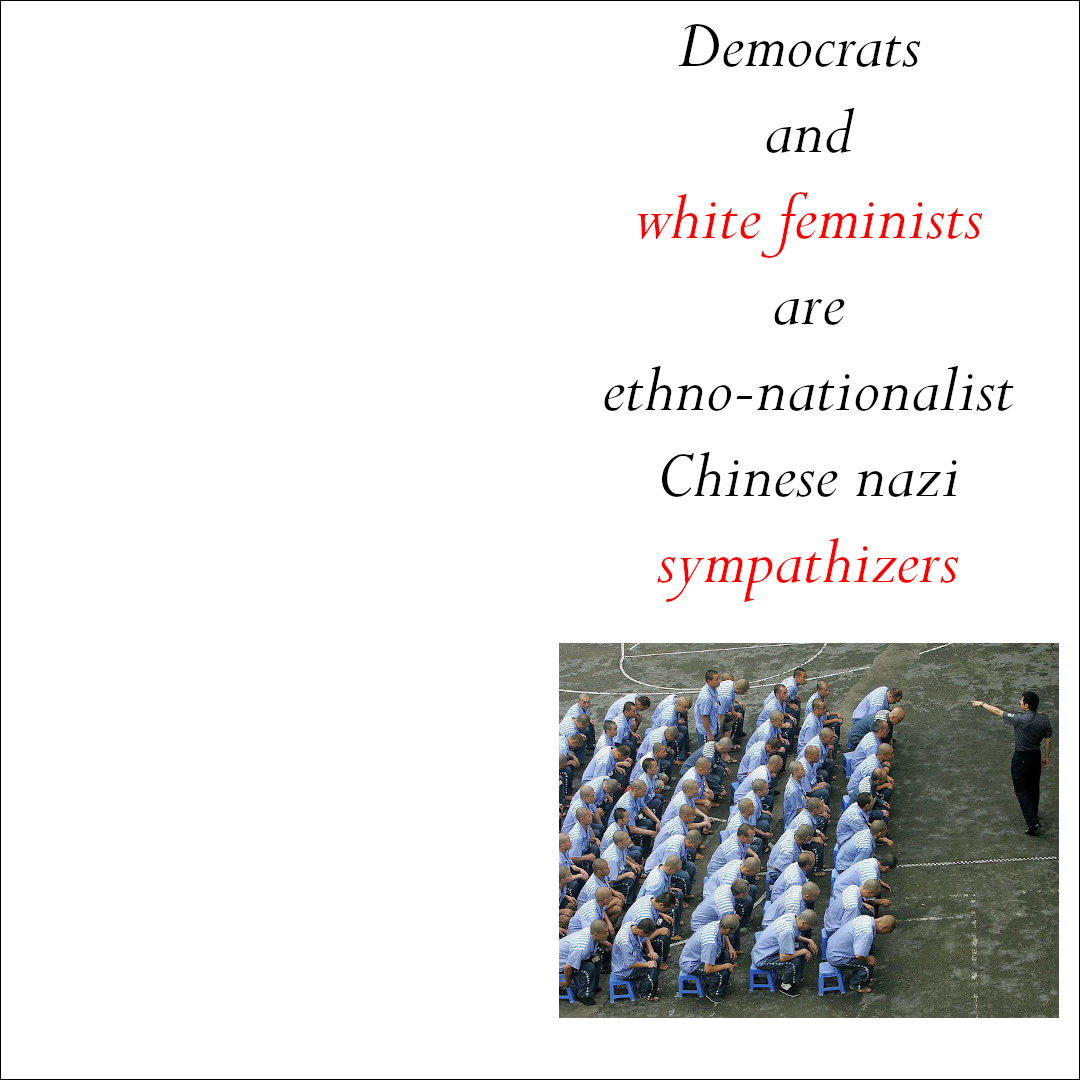 Democrats
and
white feminists
are
ethno-nationalist
Chinese nazi
sympathizers